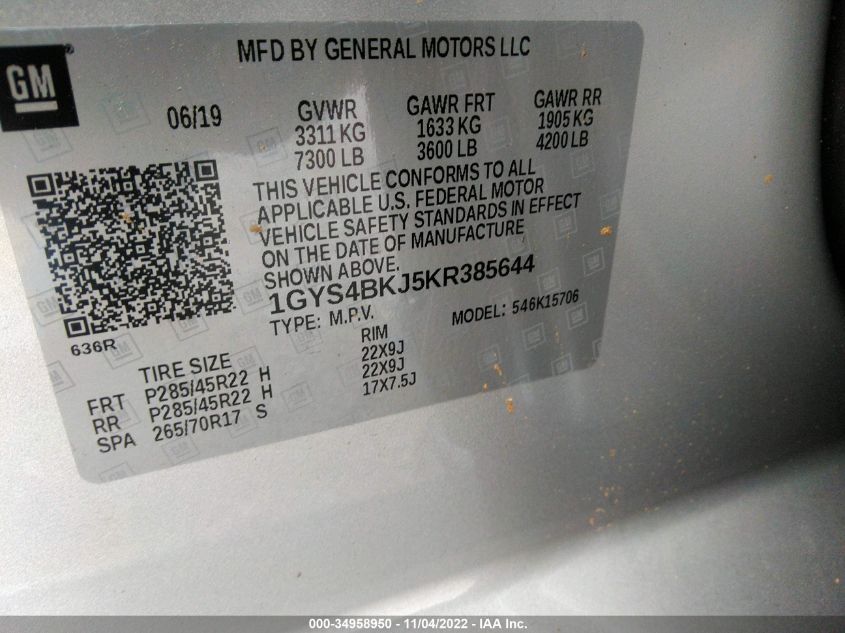 MFD BY GENERAL MOTORS LLC
GM
06/19
GVWR
3311 KG
7300 LB
GAWR FRT
1633 KG
3600 LB
GAWR RR
1905 KG
4200 LB
THIS VEHICLE CONFORMS TO ALL
APPLICABLE U.S. FEDERAL MOTOR
VEHICLE SAFETY STANDARDS IN EFFECT
ON THE DATE OF MANUFACTURE
SHOWN ABOVE.
1GYS4BKJ5KR385644
TYPE: M.P.V. MODEL: 546K15706
636R
TIRE SIZE RIM
FRT P285/45R22 H 22X9J
RR P285/45R22 H 22X9J
SPA 265/70R17 S 17X7.5J
000-34958950 - 11/04/2022 - IAA Inc.